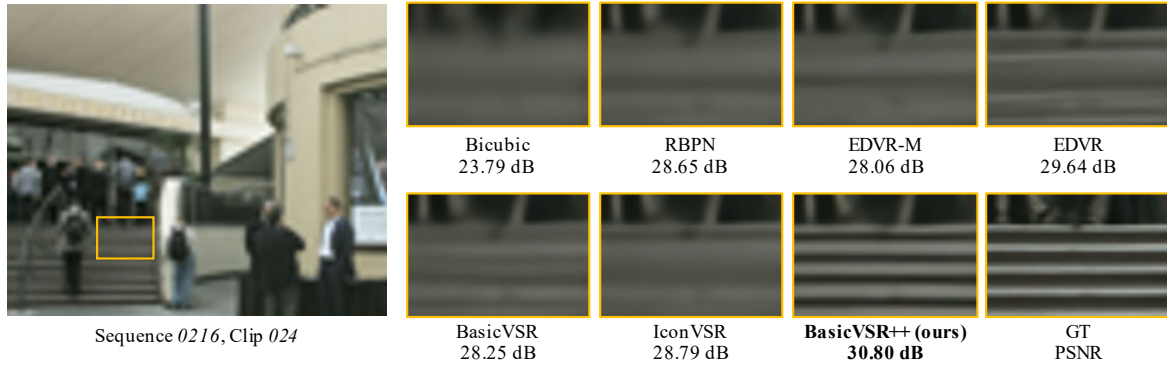 Bicubic
23.79 dB
RBPN
28.65 dB
EDVR-M
28.06 dB
EDVR
29.64 dB
Sequence 0216, Clip 024
BasicVSR
28.25 dB
IconVSR
28.79 dB
BasicVSR++ (ours)
30.80 dB
GT
PSNR